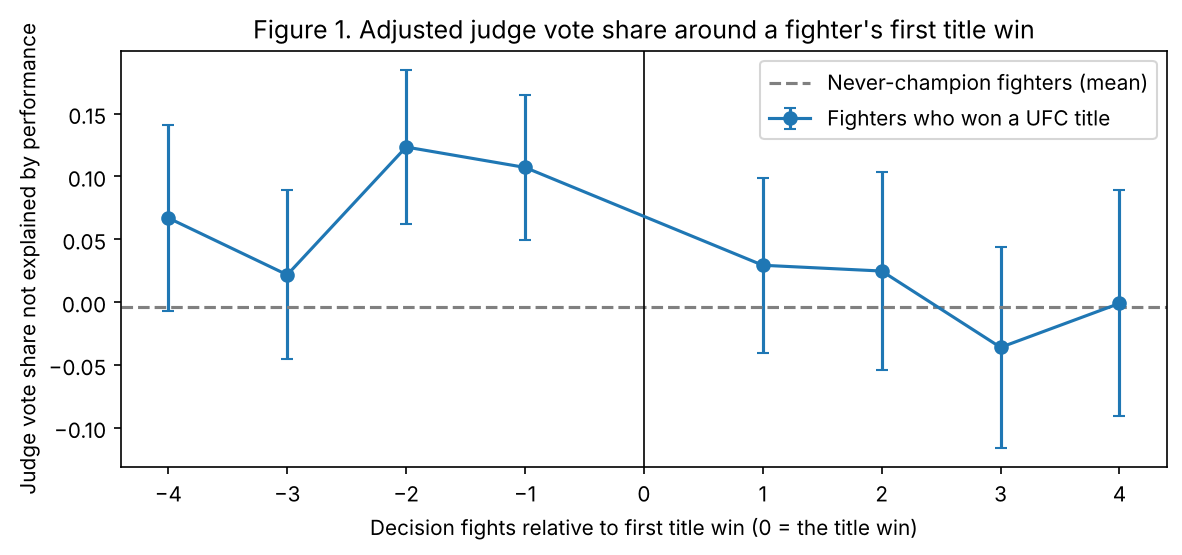 Figure 1. Adjusted judge vote share around a fighter's first title win
Judge vote share not explained by performance
0.15
0.10
0.05
0.00
−0.05
−0.10
Never-champion fighters (mean)
Fighters who won a UFC title
−4 −3 −2 −1 0 1 2 3 4
Decision fights relative to first title win (0 = the title win)